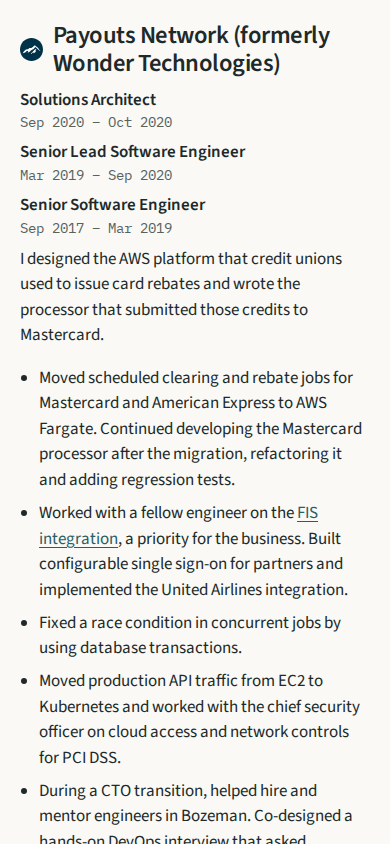 Payouts Network (formerly
Wonder Technologies)
Solutions Architect
Sep 2020 – Oct 2020
Senior Lead Software Engineer
Mar 2019 – Sep 2020
Senior Software Engineer
Sep 2017 – Mar 2019
I designed the AWS platform that credit unions
used to issue card rebates and wrote the
processor that submitted those credits to
Mastercard.
• Moved scheduled clearing and rebate jobs for
Mastercard and American Express to AWS
Fargate. Continued developing the Mastercard
processor after the migration, refactoring it
and adding regression tests.
• Worked with a fellow engineer on the FIS
integration, a priority for the business. Built
configurable single sign-on for partners and
implemented the United Airlines integration.
• Fixed a race condition in concurrent jobs by
using database transactions.
• Moved production API traffic from EC2 to
Kubernetes and worked with the chief security
officer on cloud access and network controls
for PCI DSS.
• During a CTO transition, helped hire and
mentor engineers in Bozeman. Co-designed a
hands-on DevOps interview that asked